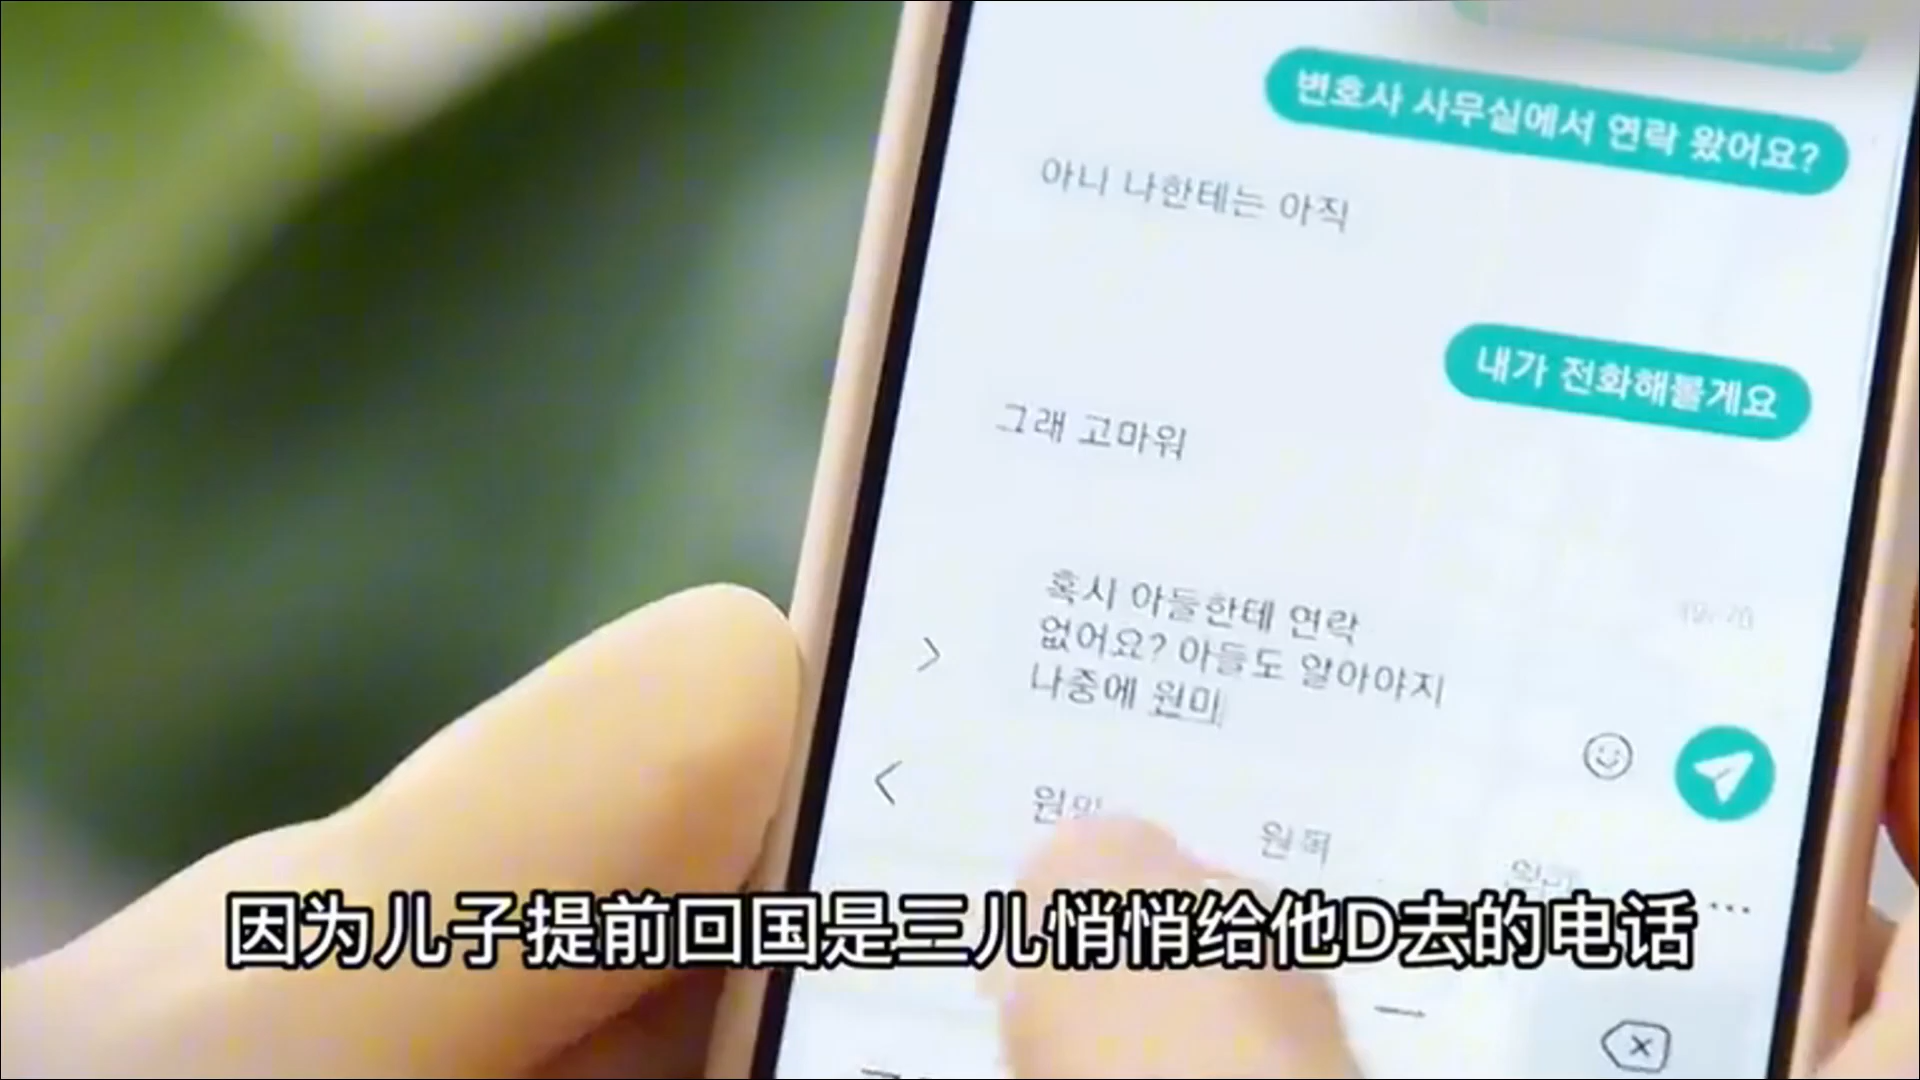 변호사 사무실에서 연락 왔어요?
아니 나한테는 아직
내가 전화해볼게요
그래 고마워
혹시 아들한테 연락
없어요? 아들도 알아야지
나중에 원미
因为儿子提前回国是三儿悄悄给他D去的电话